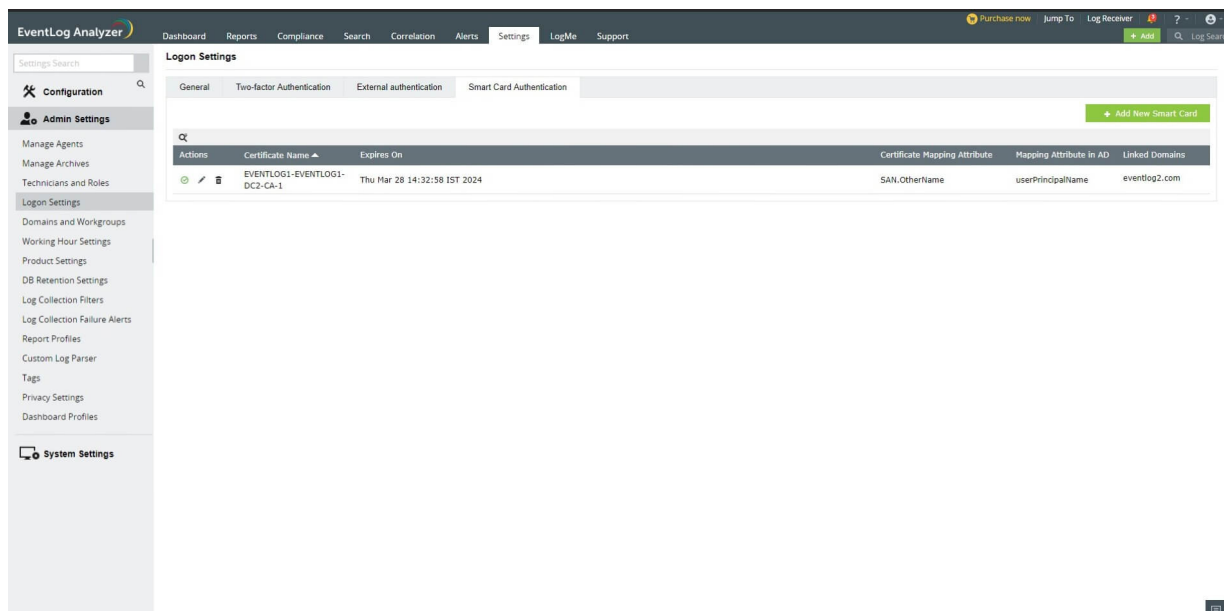 EventLog Analyzer
Purchase now Jump To Log Receiver ?
Dashboard Reports Compliance Search Correlation Alerts Settings LogMe Support
+ Add Log Sear
Settings Search
Configuration
Admin Settings
Manage Agents
Manage Archives
Technicians and Roles
Logon Settings
Domains and Workgroups
Working Hour Settings
Product Settings
DB Retention Settings
Log Collection Filters
Log Collection Failure Alerts
Report Profiles
Custom Log Parser
Tags
Privacy Settings
Dashboard Profiles
System Settings
Logon Settings
General Two-factor Authentication External authentication Smart Card Authentication
+ Add New Smart Card
Actions Certificate Name Expires On Certificate Mapping Attribute Mapping Attribute in AD Linked Domains
EVENTLOG1-EVENTLOG1-
DC2-CA-1
Thu Mar 28 14:32:58 IST 2024 SAN.OtherName userPrincipalName eventlog2.com